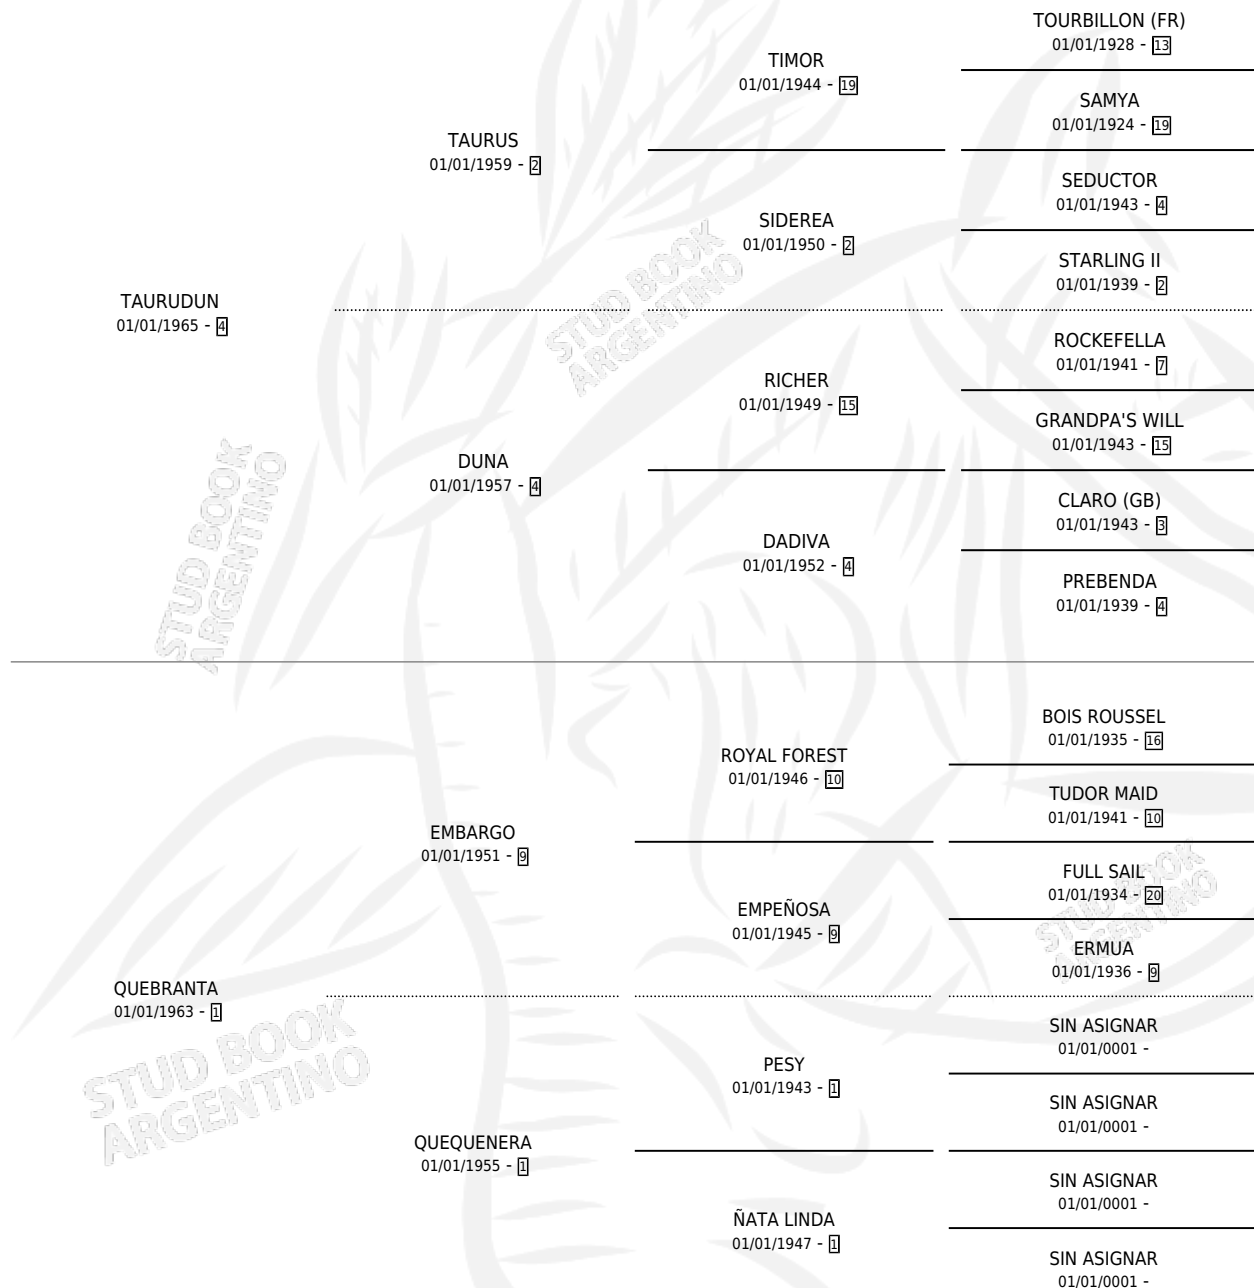 TAURUDUN
01/01/1965 - 4
TAURUS
01/01/1959 - 2
DUNA
01/01/1957 - 4
TIMOR
01/01/1944 - 19
SIDEREA
01/01/1950 - 2
RICHER
01/01/1949 - 15
DADIVA
01/01/1952 - 4
TOURBILLON (FR)
01/01/1928 - 13
SAMYA
01/01/1924 - 19
SEDUCTOR
01/01/1943 - 4
STARLING II
01/01/1939 - 2
ROCKEFELLA
01/01/1941 - 7
GRANDPA'S WILL
01/01/1943 - 15
CLARO (GB)
01/01/1943 - 3
PREBENDA
01/01/1939 - 4
QUEBRANTA
01/01/1963 - 1
EMBARGO
01/01/1951 - 9
QUEQUENERA
01/01/1955 - 1
ROYAL FOREST
01/01/1946 - 10
EMPEÑOSA
01/01/1945 - 9
PESY
01/01/1943 - 1
ÑATA LINDA
01/01/1947 - 1
BOIS ROUSSEL
01/01/1935 - 16
TUDOR MAID
01/01/1941 - 10
FULL SAIL
01/01/1934 - 20
ERMUA
01/01/1936 - 9
SIN ASIGNAR
01/01/0001 -
SIN ASIGNAR
01/01/0001 -
SIN ASIGNAR
01/01/0001 -
SIN ASIGNAR
01/01/0001 -
STUD BOOK
ARGENTINO
STUD BOOK
ARGENTINO
STUD BOOK
ARGENTINO
STUD BOOK
ARGENTINO